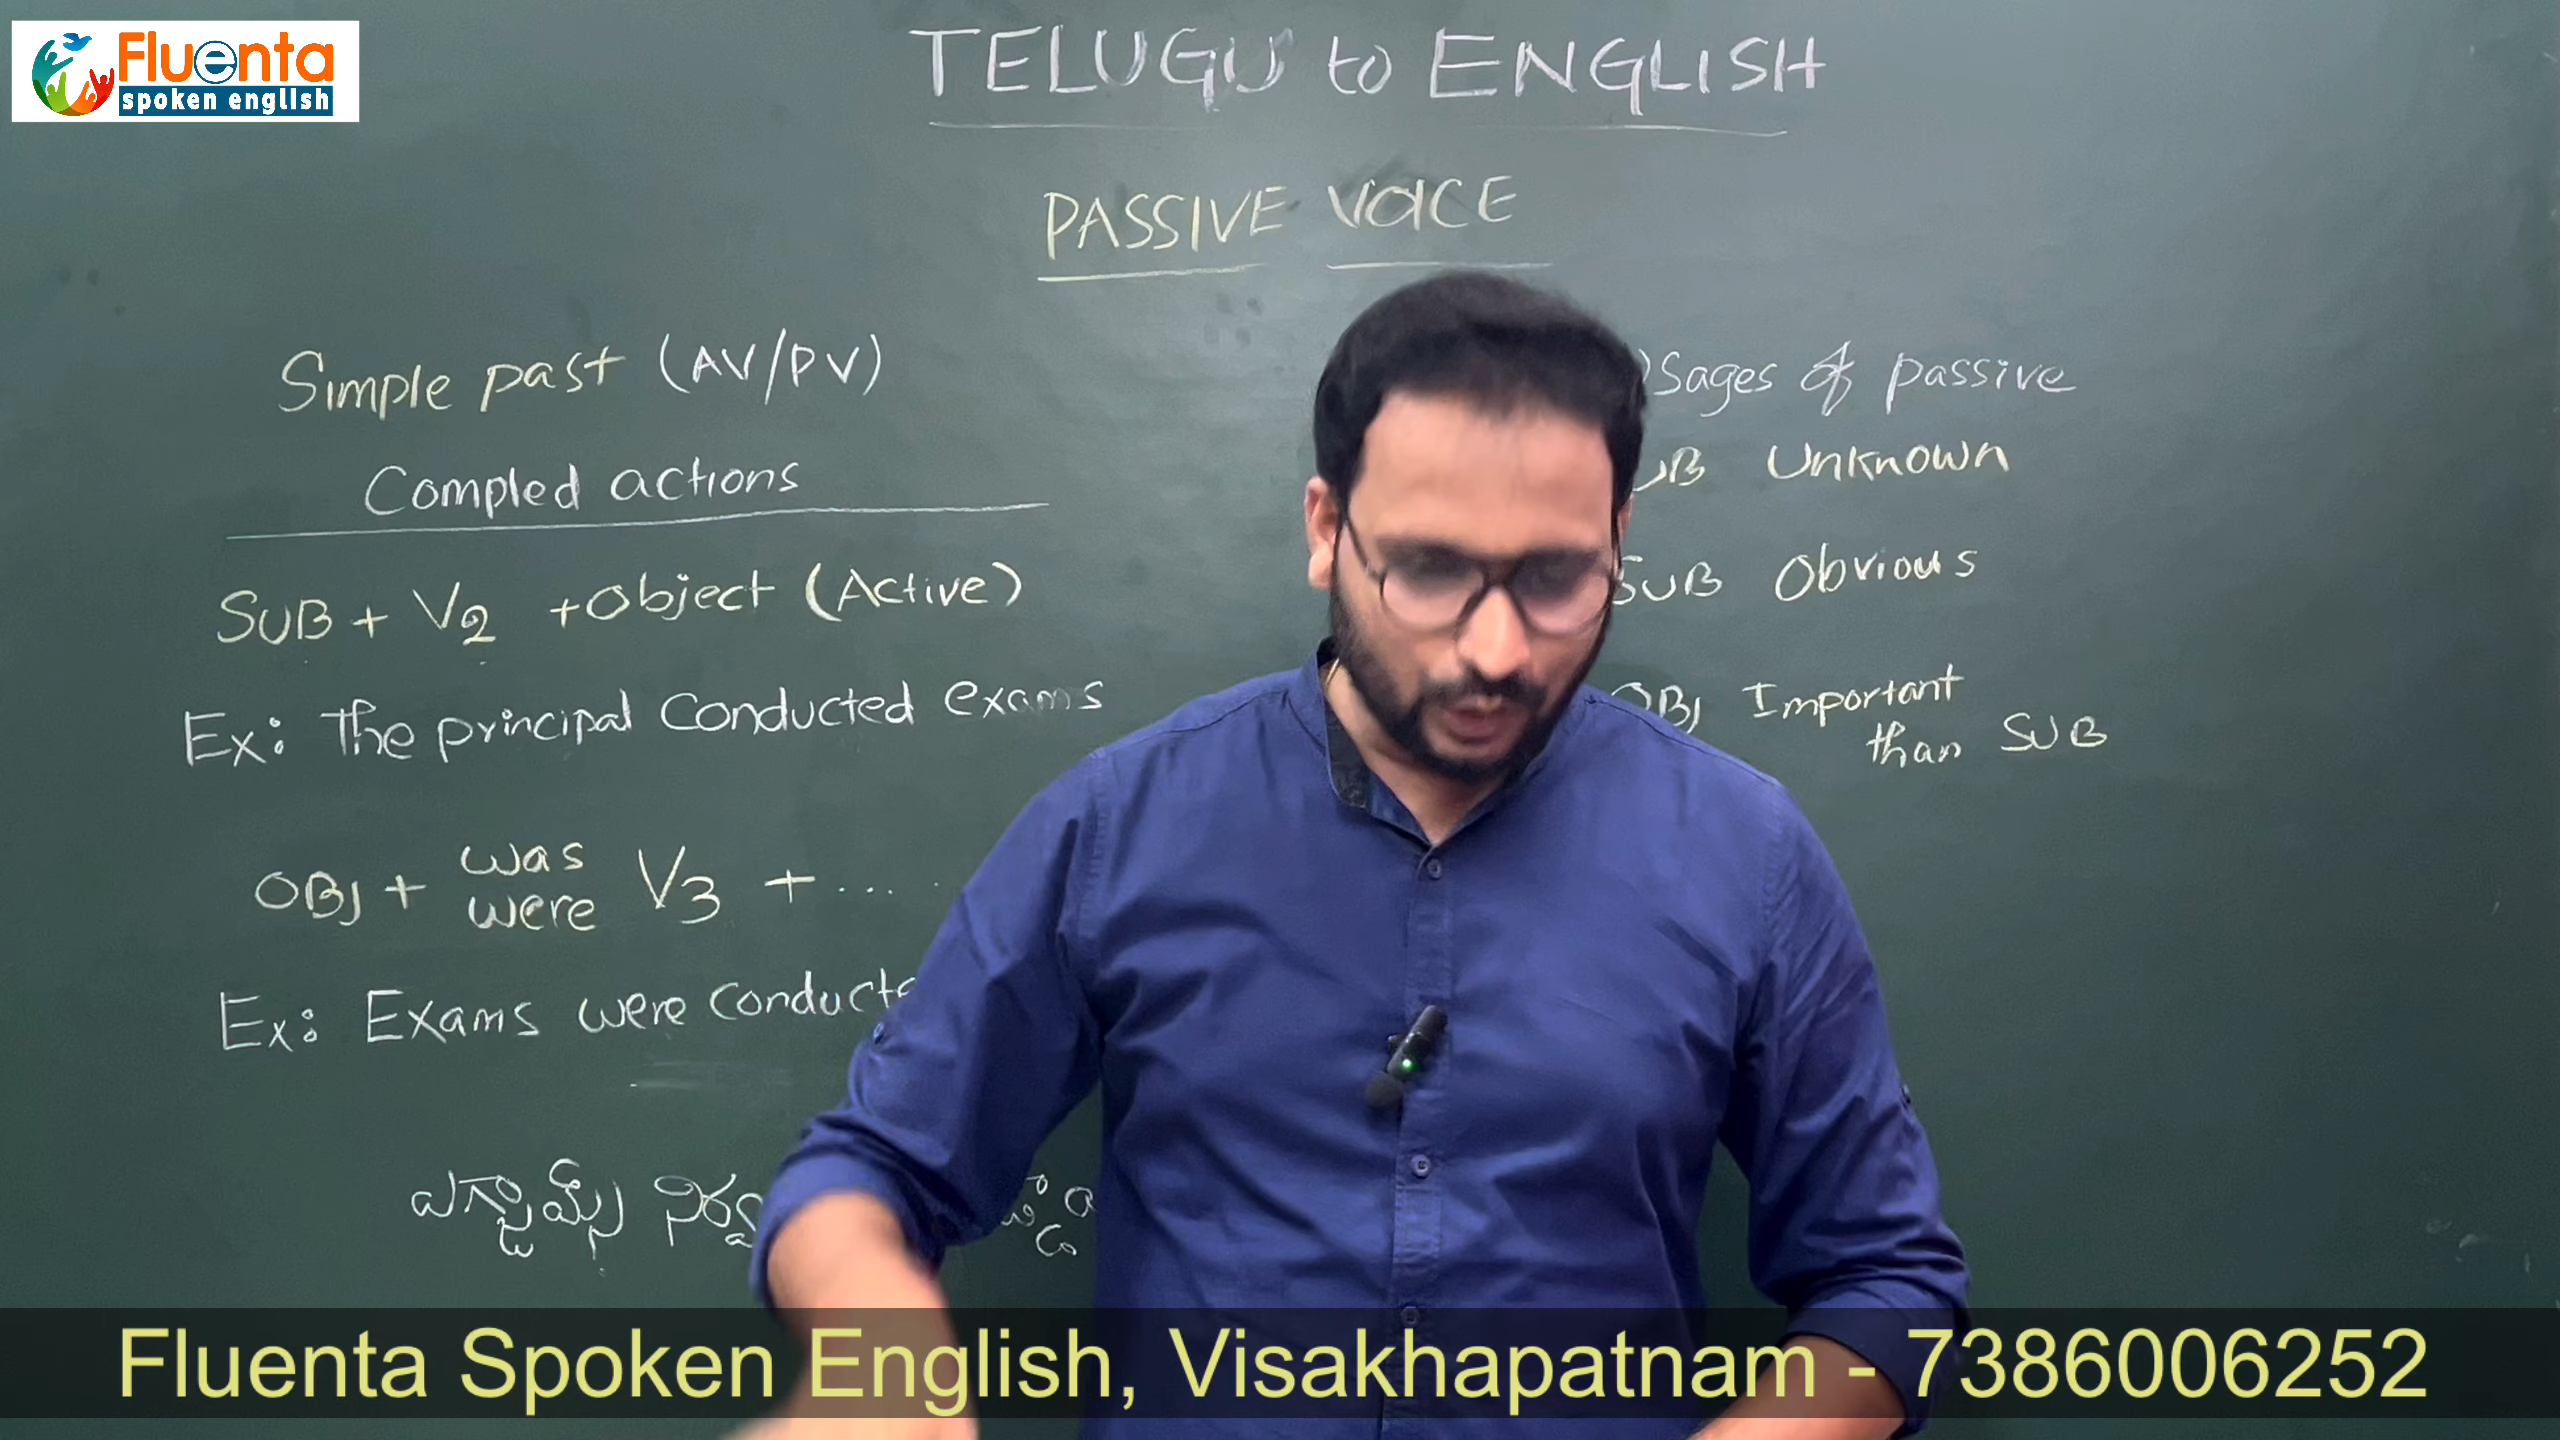 Fluenta
spoken english
TELUGU to ENGLISH
PASSIVE VOICE
Simple past (AV/PV)
Compled actions
SUB + V2 + Object (Active)
Ex: The principal Conducted exams
OBJ + was were V3 + ....
Ex: Exams were
ఎగ్జామ్స్
Sages of passive
Unknown
SUB Obvious
OBJ Important
than SUB
Fluenta Spoken English, Visakhapatnam - 7386006252